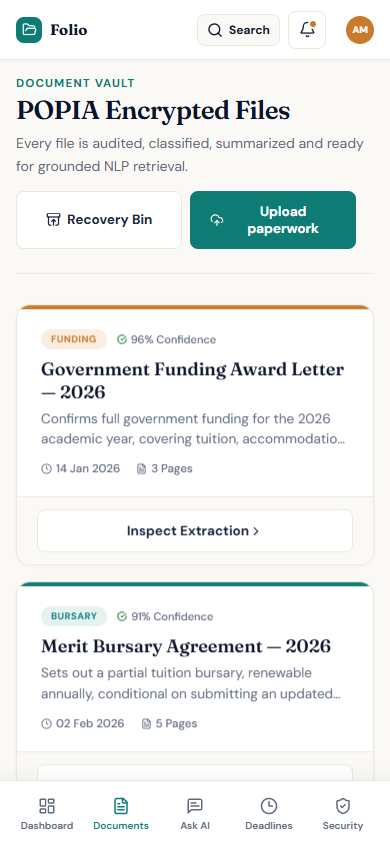 Folio
Search
AM
DOCUMENT VAULT
POPIA Encrypted Files
Every file is audited, classified, summarized and ready
for grounded NLP retrieval.
Recovery Bin
Upload
paperwork
FUNDING
96% Confidence
Government Funding Award Letter
— 2026
Confirms full government funding for the 2026
academic year, covering tuition, accommodatio...
14 Jan 2026
3 Pages
Inspect Extraction
BURSARY
91% Confidence
Merit Bursary Agreement — 2026
Sets out a partial tuition bursary, renewable
annually, conditional on submitting an updated...
02 Feb 2026
5 Pages
Dashboard
Documents
Ask AI
Deadlines
Security